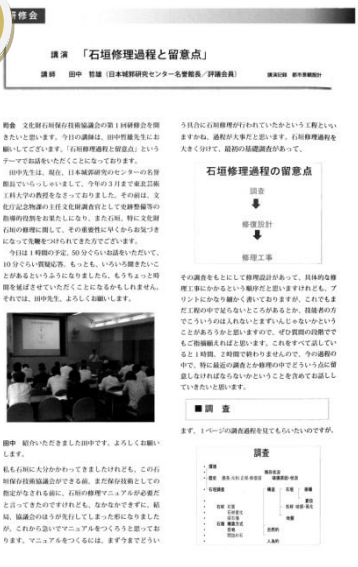 研修会
講演 「石垣修理過程と留意点」
講師 田中 哲雄(日本城郭研究センター名誉館長/評議会員)
講演記録 都市景観設計
司会 文化財石垣保存技術協議会の第1回研修会を開
きたいと思います。今日の講師は、田中哲雄先生にお
願いしてございます。「石垣修理過程と留意点」という
テーマでお話をいただくことになっております。
田中先生は、現在、日本城郭研究のセンターの名誉
館長でいらっしゃいまして、今年の3月まで東北芸術
工科大学の教授をなさっておりました。その前は、文
化庁記念物課の主任文化財調査官として史跡整備等の
指導的役割をお果たしになり、また石垣、特に文化財
石垣の修理に関して、その重要性に早くからお気づき
になって先鞭をつけられてきた方でございます。
今日は1時間の予定、50分ぐらいお話をいただいて、
10分ぐらい質疑応答、もっとも、いろいろ聞きたいこ
とがあるというふうになりましたら、もうちょっと時
間を延ばさせていただくことになるかもしれません。
それでは、田中先生、よろしくお願いします。
田中 紹介いただきました田中です。よろしくお願い
します。
私も石垣に大分かかわってきましたけれども、この石
垣保存技術協議会ができる前、まだ保存技術としての
指定がなされる前に、石垣の修理マニュアルが必要だ
と言ってきたのですけれども、なかなかできずに、結
局、協議会のほうが先行してしまった形になりました
が、これから急いでマニュアルをつくろうと思ってお
ります。マニュアルをつくるには、まず今までどうい
う具合に石垣修理が行われていたかという工程といい
ますかね、過程が大事だと思います。石垣修理過程を
大きく分けて、最初の基礎調査があって、
石垣修理過程の留意点
調査
修復設計
修理工事
その調査をもとにして修理設計があって、具体的な修
理工事にかかるという順序だと思いますけれども、プ
リントにかなり細かく書いてありますが、これでもま
だ工程の中で足らないところがあるとか、技能者の方
でこういうのは入れないとまずいんじゃないかという
ことがあろうかと思いますので、ぜひ質問の段階でで
もご指摘願えればと思います。これをすべて話してい
ると1時間、2時間で終わりませんので、今の過程の
中で、特に最近の調査とか修理の中でどういう点に留
意しなければならないかということを含めてお話しし
ていきたいと思います。
■調 査
まず、1ページの調査過程を見てもらいたいのですが、
調査